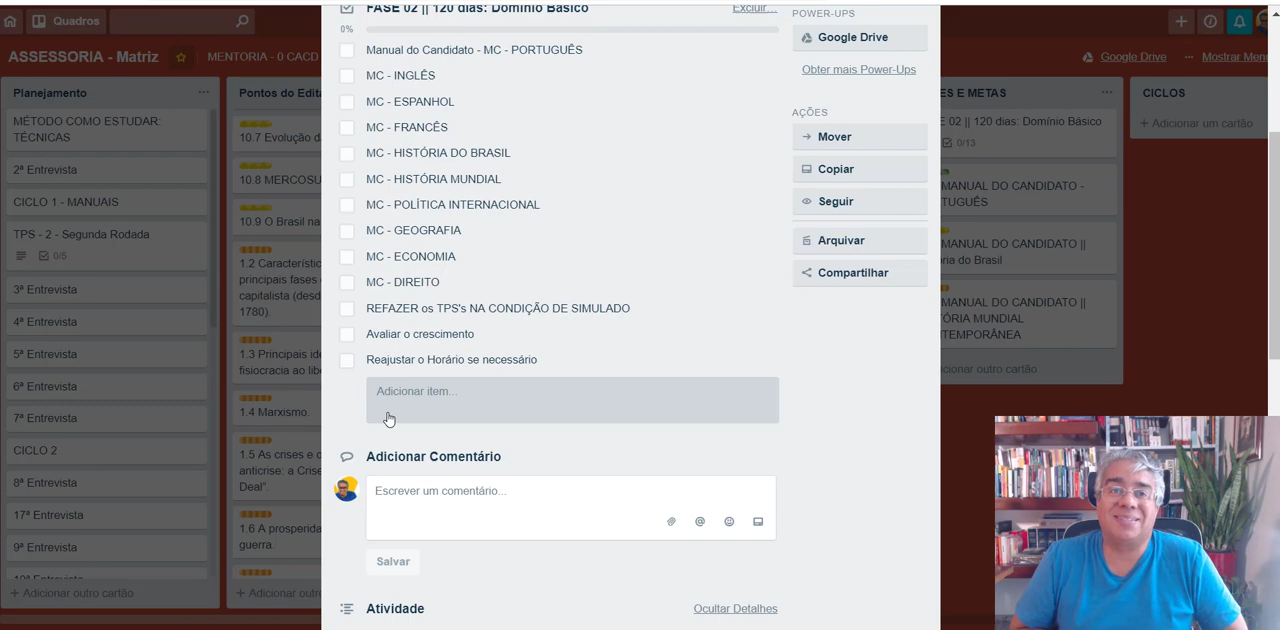 Quadros
ASSESSORIA - Matriz
MENTORIA - 0 CACD
Google Drive
Mostrar Menu
Planejamento
MÉTODO COMO ESTUDAR:
TÉCNICAS
2ª Entrevista
CICLO 1 - MANUAIS
TPS - 2 - Segunda Rodada
0/5
3ª Entrevista
4ª Entrevista
5ª Entrevista
6ª Entrevista
7ª Entrevista
CICLO 2
8ª Entrevista
17ª Entrevista
9ª Entrevista
+ Adicionar outro cartão
Pontos do Edita
10.7 Evolução da
10.8 MERCOSU
10.9 O Brasil na
1.2 Caracterís
principais fases d
capitalista (desd
1780).
1.3 Principais ide
fisiocracia ao lib
1.4 Marxismo.
1.5 As crises e o
anticrise: a Crise
Deal".
1.6 A prosperida
guerra.
+ Adicionar
FASE 02 || 120 dias: Domínio Básico
Excluir...
0%
Manual do Candidato - MC - PORTUGUÊS
MC - INGLÊS
MC - ESPANHOL
MC - FRANCÊS
MC - HISTÓRIA DO BRASIL
MC - HISTÓRIA MUNDIAL
MC - POLÍTICA INTERNACIONAL
MC - GEOGRAFIA
MC - ECONOMIA
MC - DIREITO
REFAZER os TPS's NA CONDIÇÃO DE SIMULADO
Avaliar o crescimento
Reajustar o Horário se necessário
Adicionar item...
Adicionar Comentário
Escrever um comentário...
Salvar
Atividade
Ocultar Detalhes
POWER-UPS
Google Drive
Obter mais Power-Ups
AÇÕES
Mover
Copiar
Seguir
Arquivar
Compartilhar
ES E METAS
E 02 || 120 dias: Domínio Básico
0/13
MANUAL DO CANDIDATO -
TUGUÊS
MANUAL DO CANDIDATO ||
ria do Brasil
MANUAL DO CANDIDATO ||
TÓRIA MUNDIAL
NTEMPORÂNEA
icionar outro cartão
CICLOS
+ Adicionar um cartão